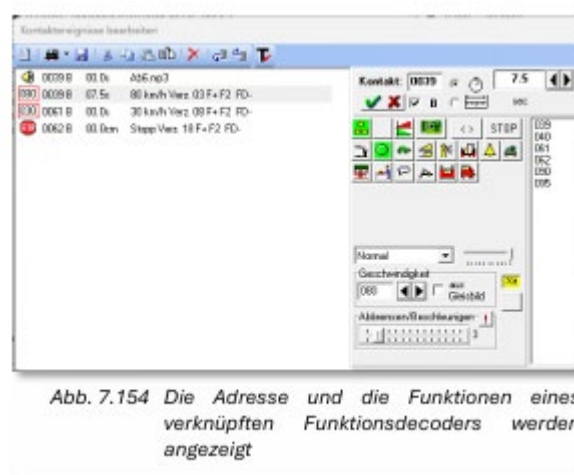 Kontaktereignisse bearbeiten
0039 B 00.0s Ab6.mp3
0039 B 07.5s 80 km/h Verz. 03 F+F2 FD-
0061 B 00.0s 30 km/h Verz. 08 F+F2 FD-
0062 B 00.0cm Stopp Verz. 18 F+F2 FD-
Kontakt: 0039 7.5
B sec
STOP
039
040
061
062
090
095
Normal
Geschwindigkeit
080 aus Gleisbild
Abbremsen/Beschleunigen
3
Abb. 7.154 Die Adresse und die Funktionen eines
verknüpften Funktionsdecoders werden
angezeigt